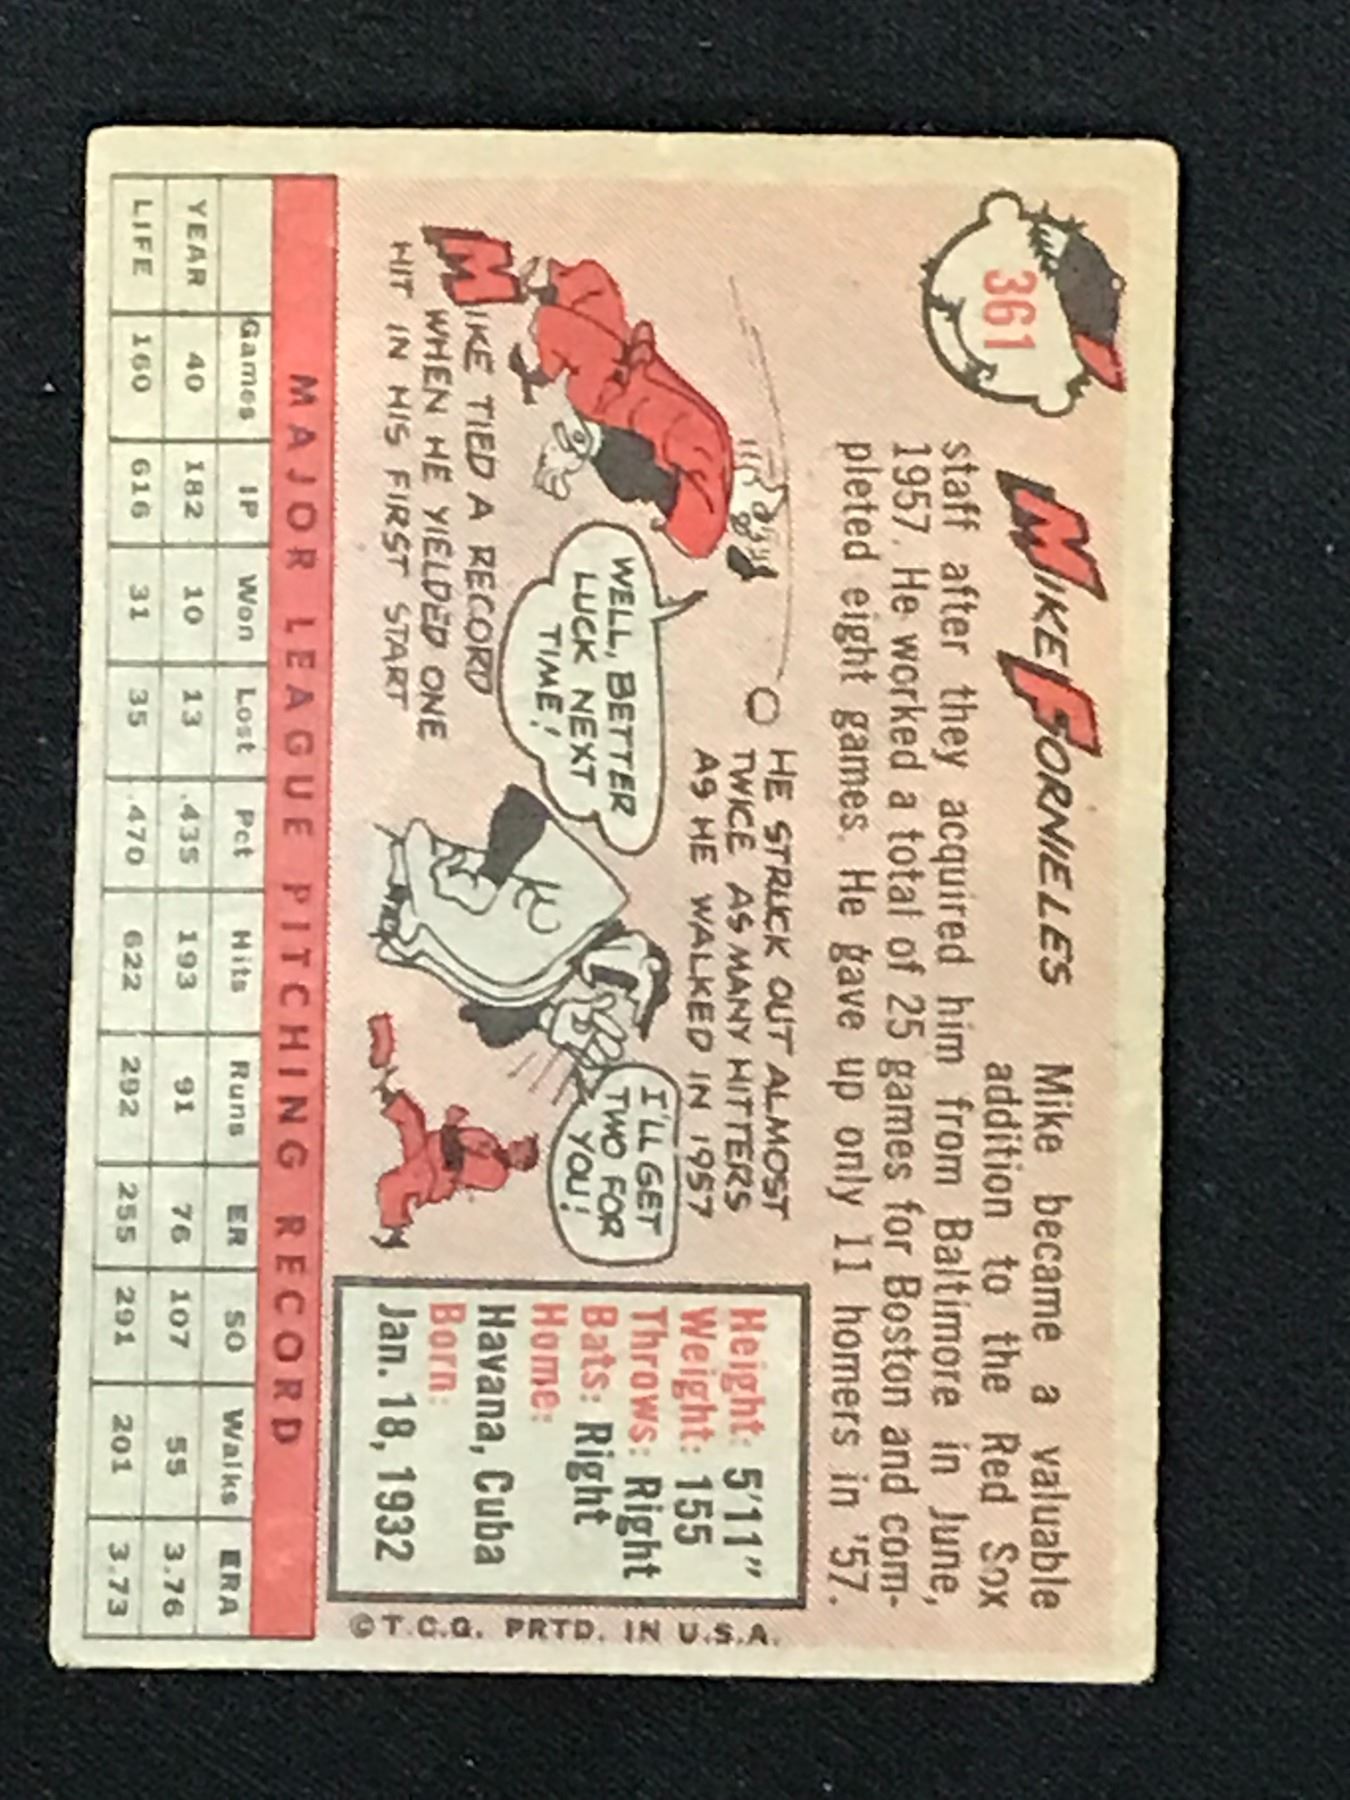 361
MIKE FORNIELES
Mike became a valuable
addition to the Red Sox
staff after they acquired him from Baltimore in June,
1957. He worked a total of 25 games for Boston and com-
pleted eight games. He gave up only 11 homers in '57.
HE STRUCK OUT ALMOST
TWICE AS MANY HITTERS
AS HE WALKED IN 1957
WELL, BETTER
LUCK NEXT
TIME!
I'LL GET
TWO FOR
YOU!
MIKE TIED A RECORD
WHEN HE YIELDED ONE
HIT IN HIS FIRST START
Height: 5'11"
Weight: 155
Throws: Right
Bats: Right
Home:
Havana, Cuba
Born:
Jan. 18, 1932
©T.C.G. PRTD. IN U.S.A.
MAJOR LEAGUE PITCHING RECORD
Games IP Won Lost Pct Hits Runs ER SO Walks ERA
YEAR 40 182 10 13 .435 193 91 76 107 55 3.76
LIFE 160 616 31 35 .470 622 292 255 291 201 3.73